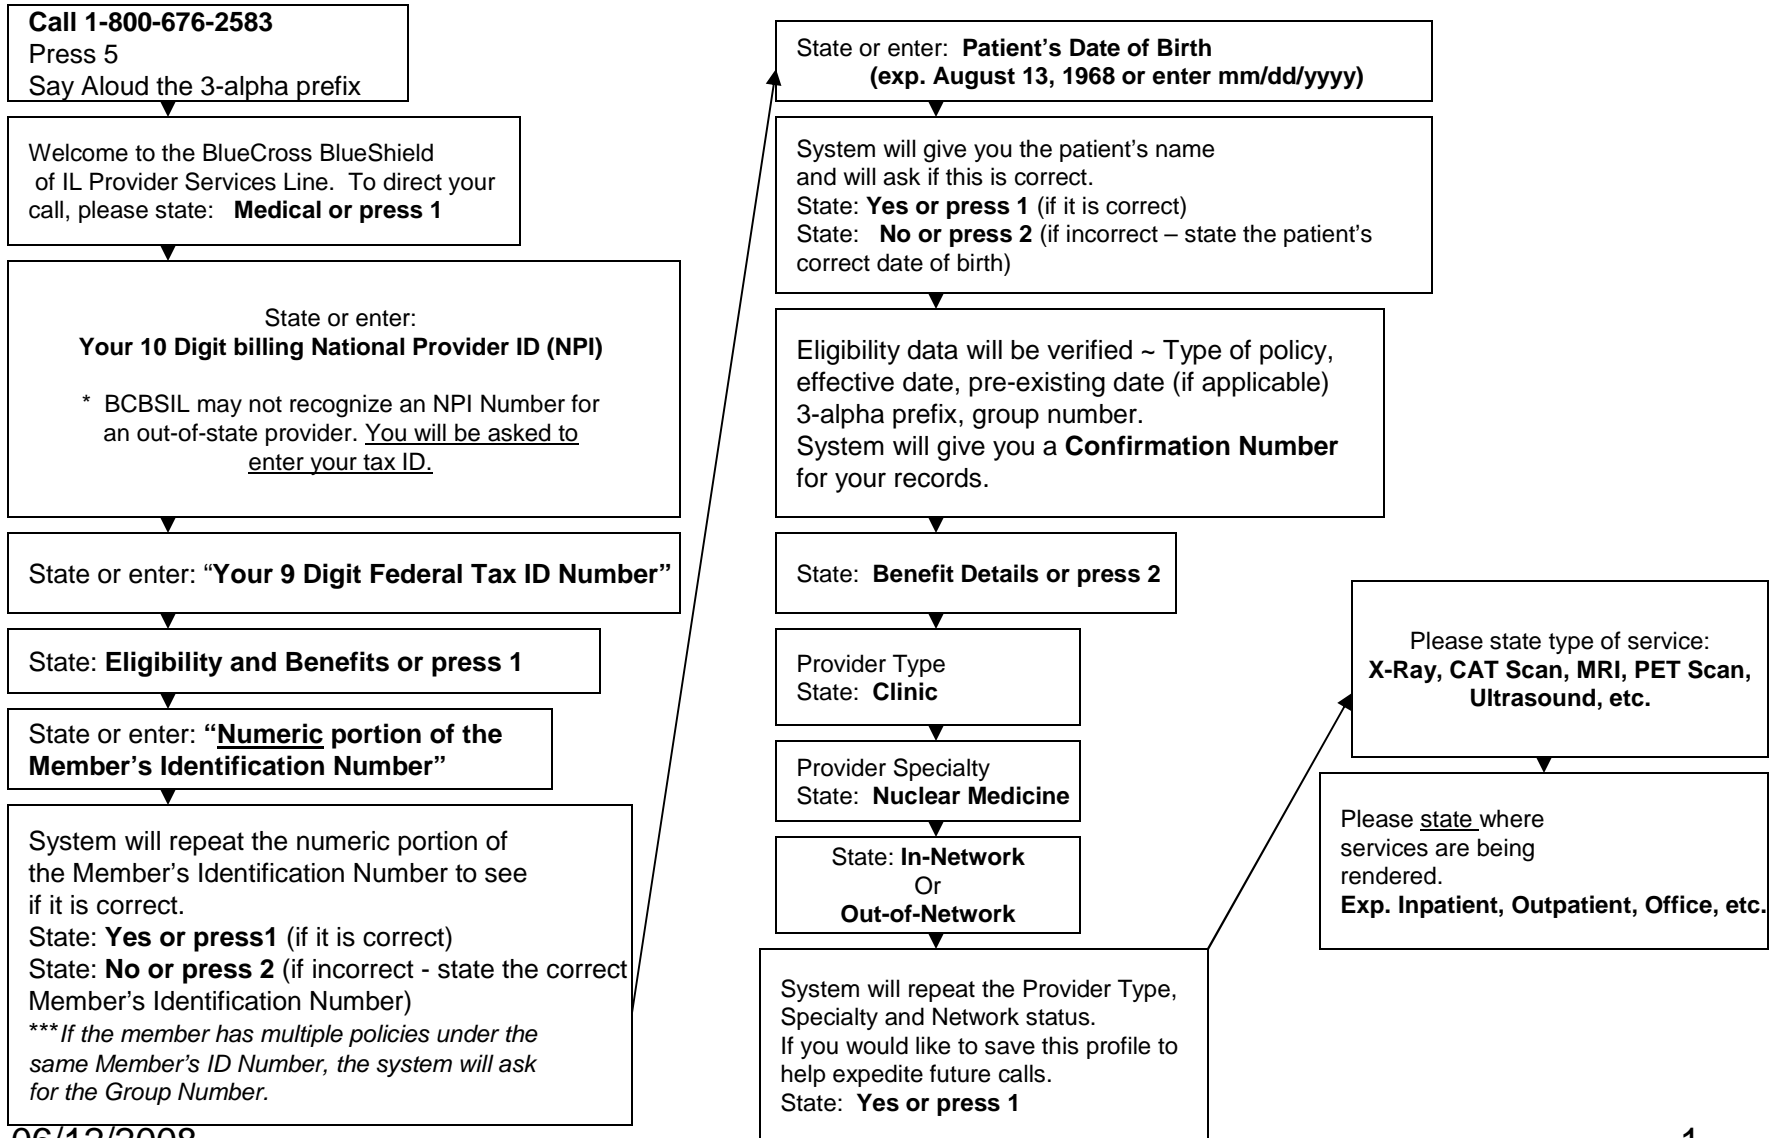 Call 1-800-676-2583
Press 5
Say Aloud the 3-alpha prefix
Welcome to the BlueCross BlueShield
of IL Provider Services Line. To direct your
call, please state: Medical or press 1
State or enter:
Your 10 Digit billing National Provider ID (NPI)
* BCBSIL may not recognize an NPI Number for
an out-of-state provider. You will be asked to
enter your tax ID.
State or enter: “Your 9 Digit Federal Tax ID Number”
State: Eligibility and Benefits or press 1
State or enter: “Numeric portion of the
Member’s Identification Number”
System will repeat the numeric portion of
the Member’s Identification Number to see
if it is correct.
State: Yes or press1 (if it is correct)
State: No or press 2 (if incorrect - state the correct
Member’s Identification Number)
***If the member has multiple policies under the
same Member’s ID Number, the system will ask
for the Group Number.
State or enter: Patient’s Date of Birth
(exp. August 13, 1968 or enter mm/dd/yyyy)
System will give you the patient’s name
and will ask if this is correct.
State: Yes or press 1 (if it is correct)
State: No or press 2 (if incorrect – state the patient’s
correct date of birth)
Eligibility data will be verified ~ Type of policy,
effective date, pre-existing date (if applicable)
3-alpha prefix, group number.
System will give you a Confirmation Number
for your records.
State: Benefit Details or press 2
Provider Type
State: Clinic
Provider Specialty
State: Nuclear Medicine
State: In-Network
Or
Out-of-Network
System will repeat the Provider Type,
Specialty and Network status.
If you would like to save this profile to
help expedite future calls.
State: Yes or press 1
Please state type of service:
X-Ray, CAT Scan, MRI, PET Scan,
Ultrasound, etc.
Please state where
services are being
rendered.
Exp. Inpatient, Outpatient, Office, etc.
1